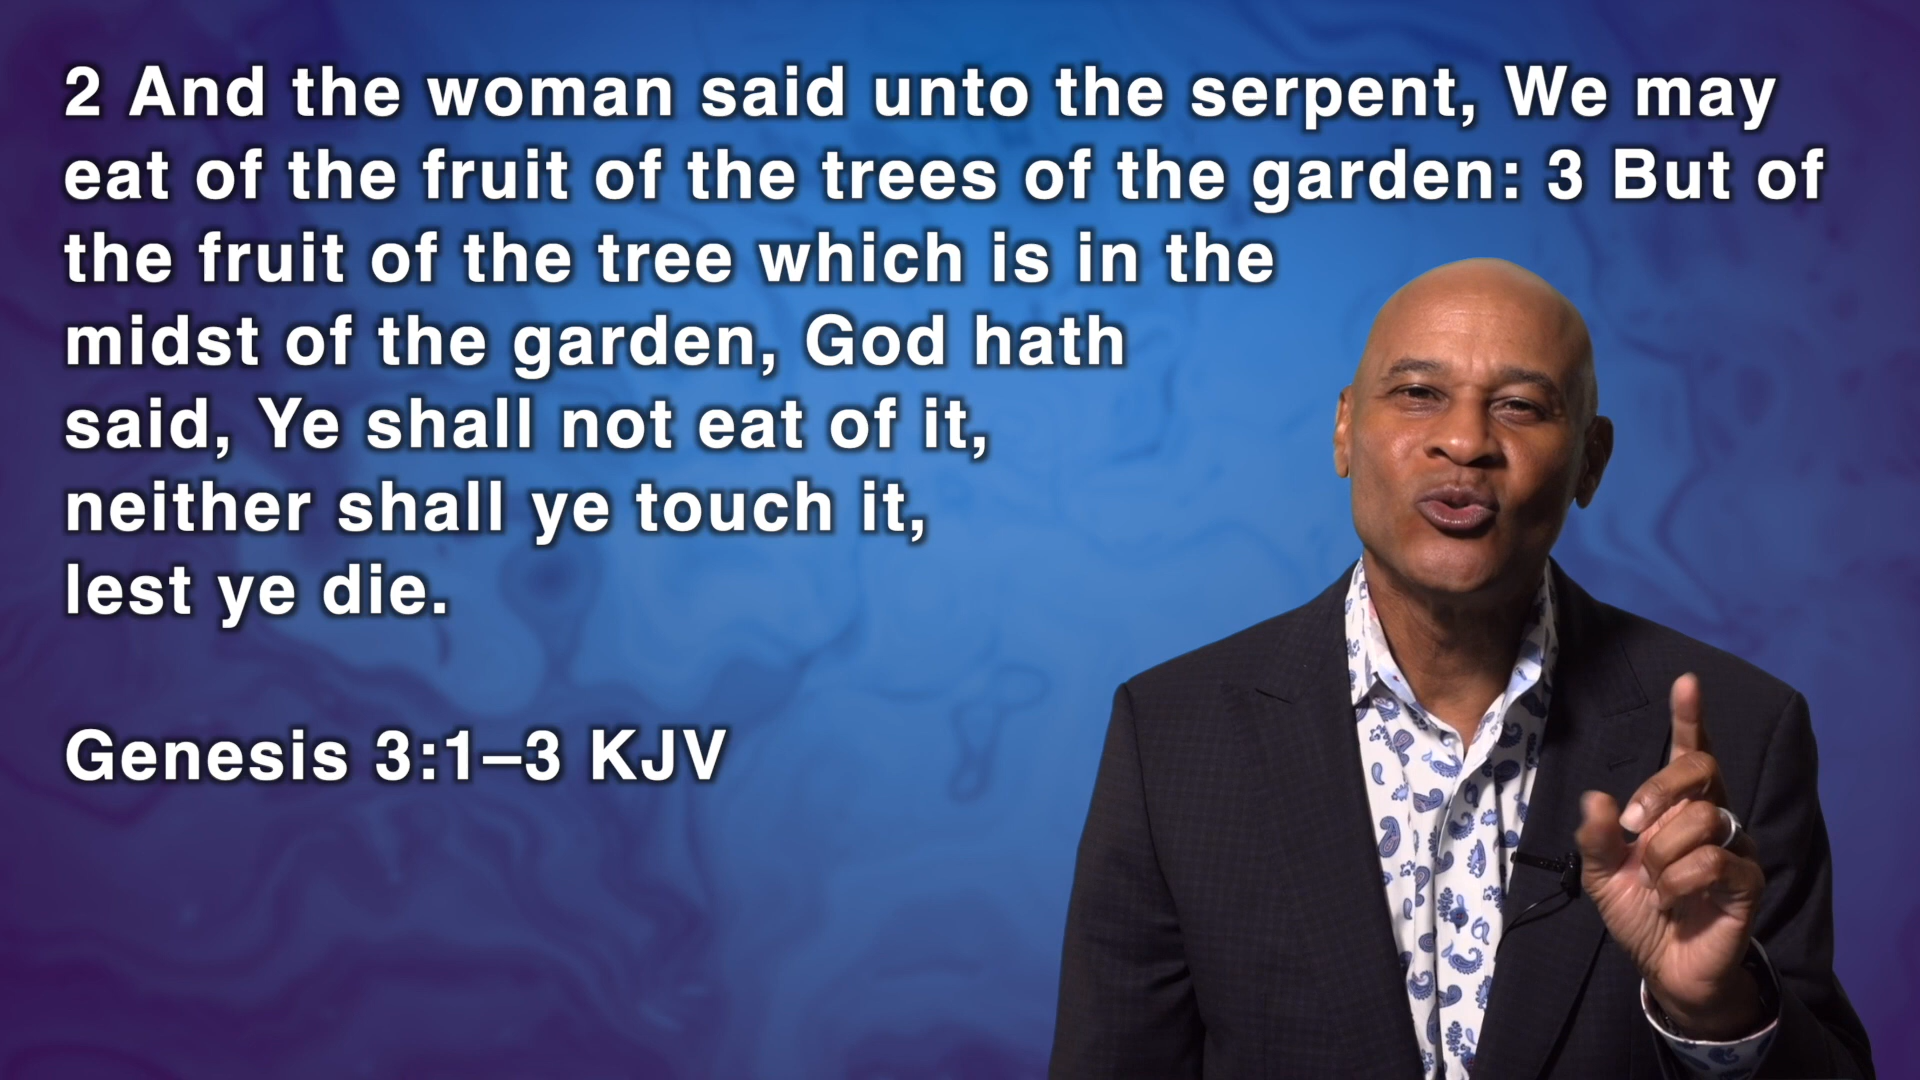 2 And the woman said unto the serpent, We may
eat of the fruit of the trees of the garden: 3 But of
the fruit of the tree which is in the
midst of the garden, God hath
said, Ye shall not eat of it,
neither shall ye touch it,
lest ye die.
Genesis 3:1–3 KJV